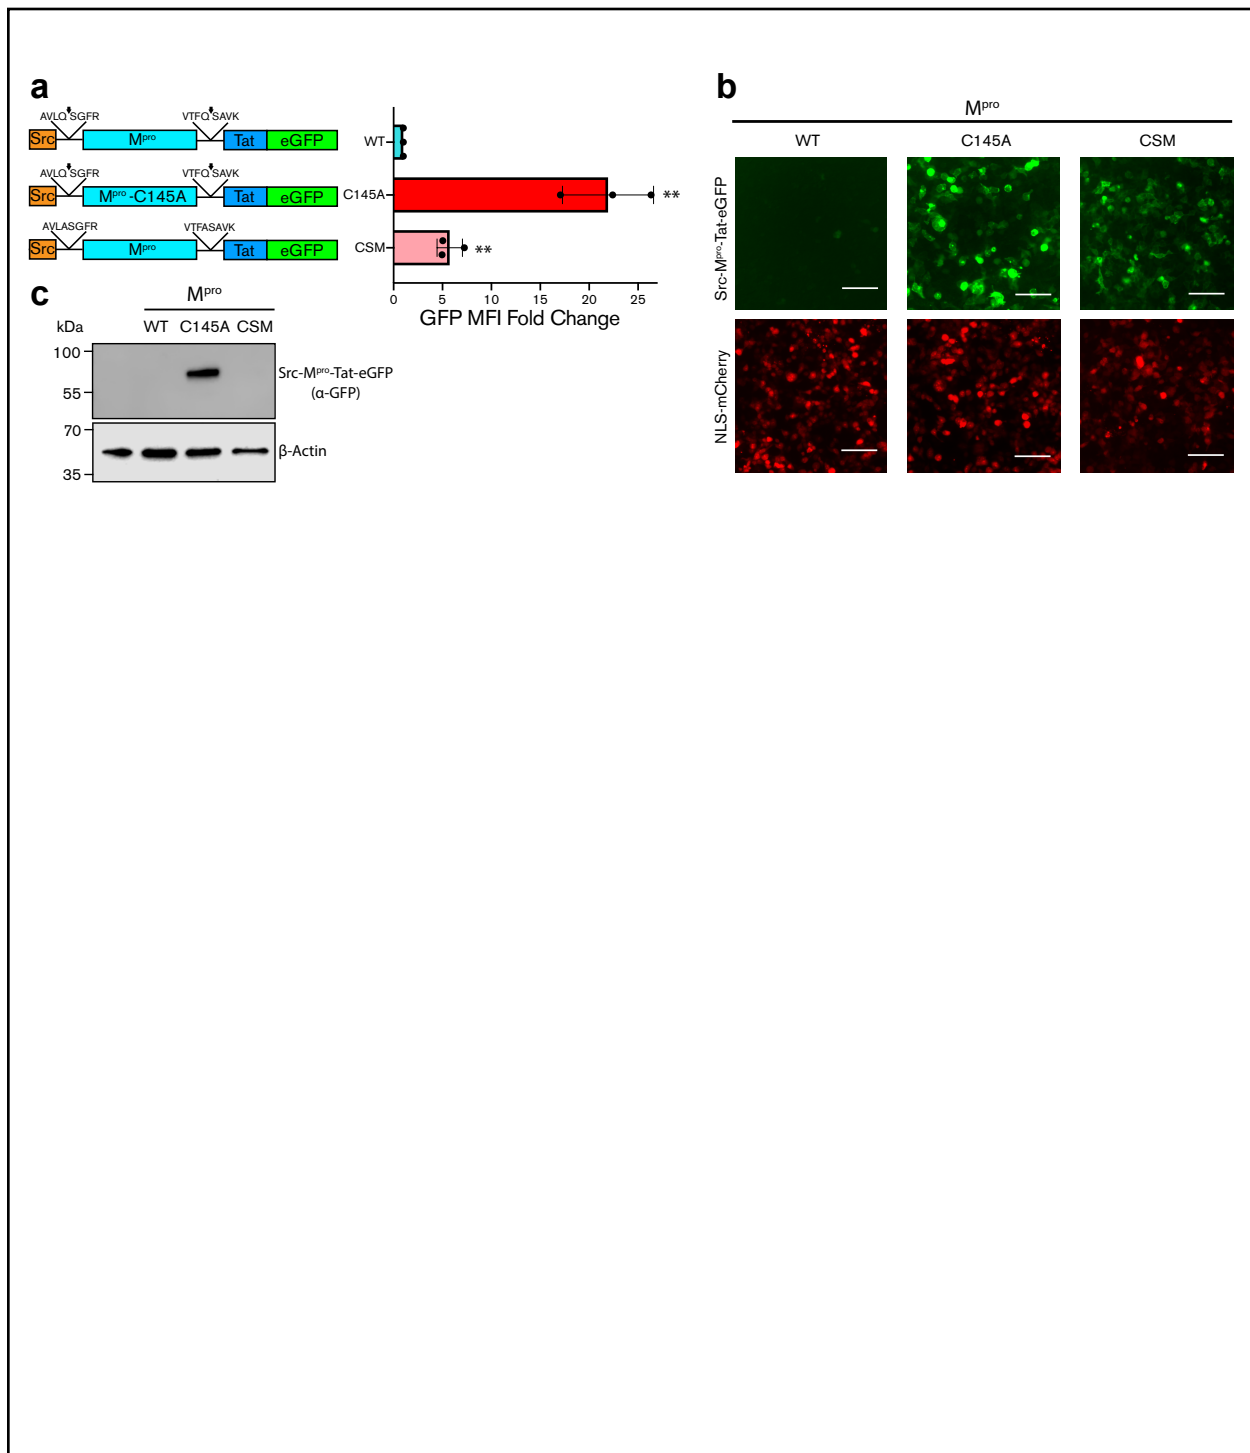 a
AVLQ SGFR VTFQ SAVK
Src Mpro Tat eGFP
AVLQ SGFR VTFQ SAVK
Src Mpro -C145A Tat eGFP
AVLASGFR VTFASAVK
Src Mpro Tat eGFP
WT
C145A **
CSM **
0 5 10 15 20 25
GFP MFI Fold Change
b
Mpro
WT C145A CSM
Src-Mpro-Tat-eGFP
NLS-mCherry
c
Mpro
kDa WT C145A CSM
100
55
Src-Mpro-Tat-eGFP
(α-GFP)
70
35
β-Actin